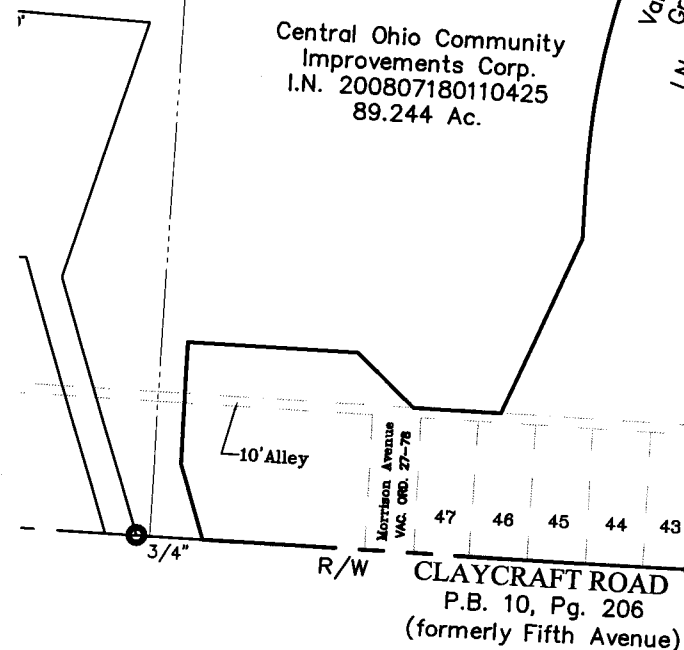 Central Ohio Community
Improvements Corp.
I.N. 200807180110425
89.244 Ac.
10' Alley
Morrison Avenue
VAC. ORD. 27-78
47
46
45
44
43
3/4"
R/W
CLAYCRAFT ROAD
P.B. 10, Pg. 206
(formerly Fifth Avenue)